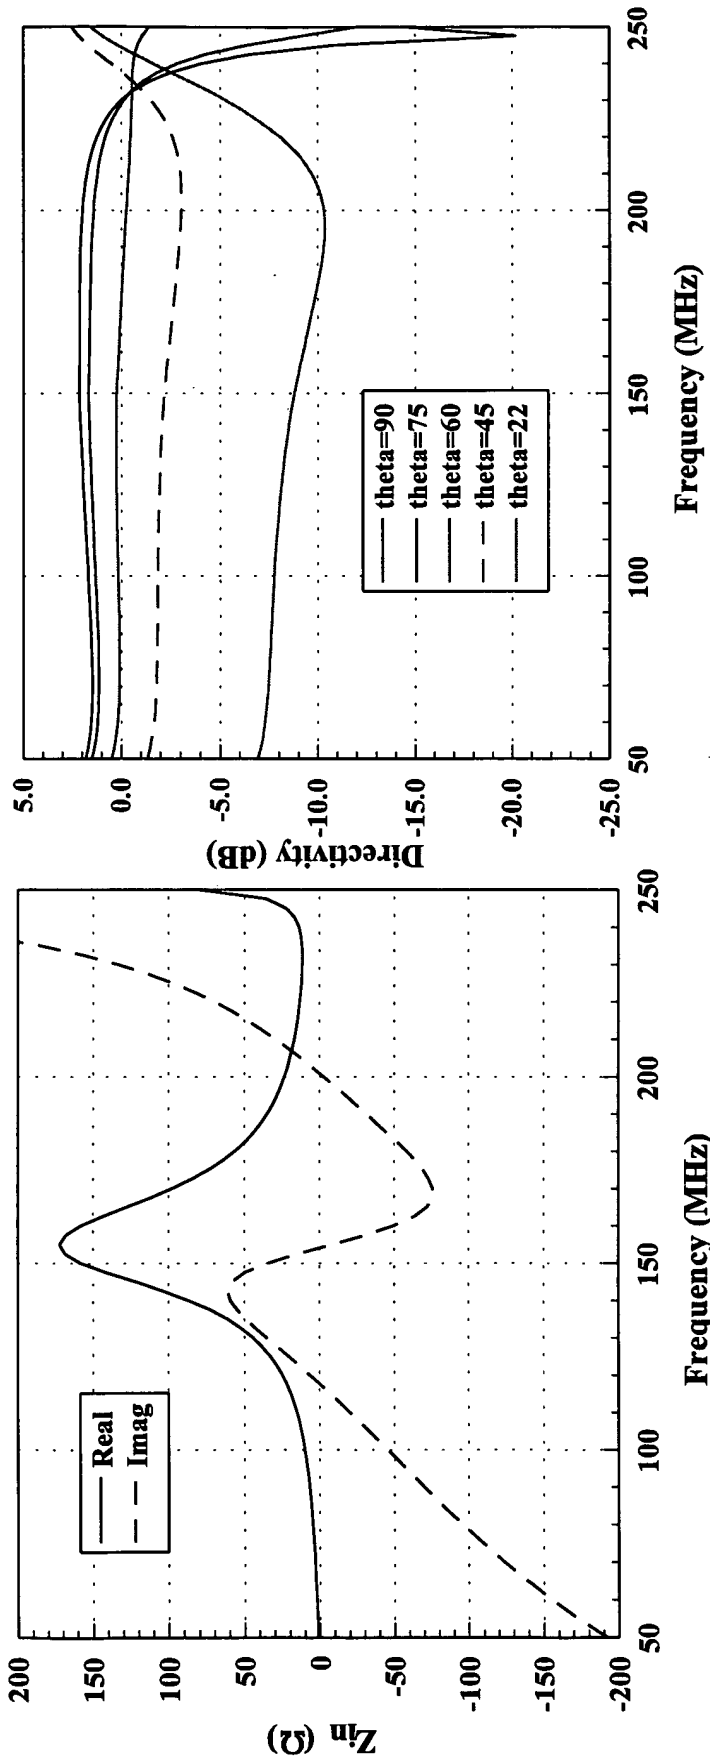 200
150
100
50
0
-50
-100
-150
-200
Zin (Ω)
Real
Imag
50
100
150
200
250
Frequency (MHz)
5.0
0.0
-5.0
-10.0
-15.0
-20.0
-25.0
Directivity (dB)
theta=90
theta=75
theta=60
theta=45
theta=22
50
100
150
200
250
Frequency (MHz)